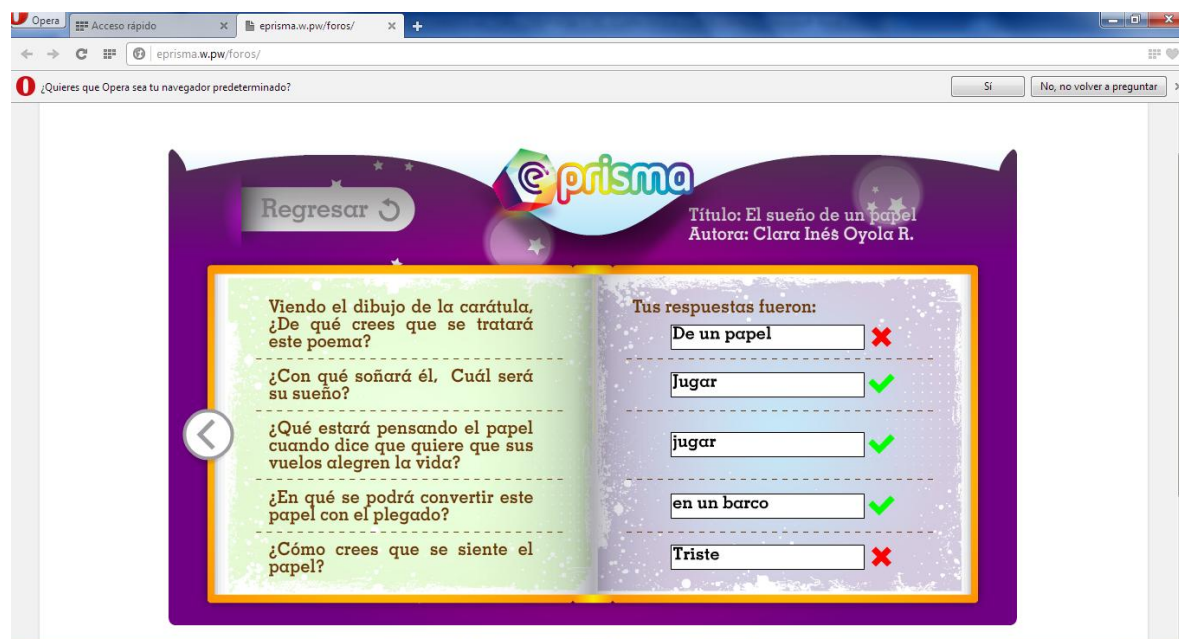 Opera
Acceso rápido
eprisma.w.pw/foros/
eprisma.w.pw/foros/
¿Quieres que Opera sea tu navegador predeterminado?
Sí
No, no volver a preguntar
e prisma
Regresar
Título: El sueño de un papel
Autora: Clara Inés Oyola R.
Viendo el dibujo de la carátula,
¿De qué crees que se tratará
este poema?
Tus respuestas fueron:
De un papel
¿Con qué soñará él, Cuál será
su sueño?
Jugar
¿Qué estará pensando el papel
cuando dice que quiere que sus
vuelos alegren la vida?
jugar
¿En qué se podrá convertir este
papel con el plegado?
en un barco
¿Cómo crees que se siente el
papel?
Triste